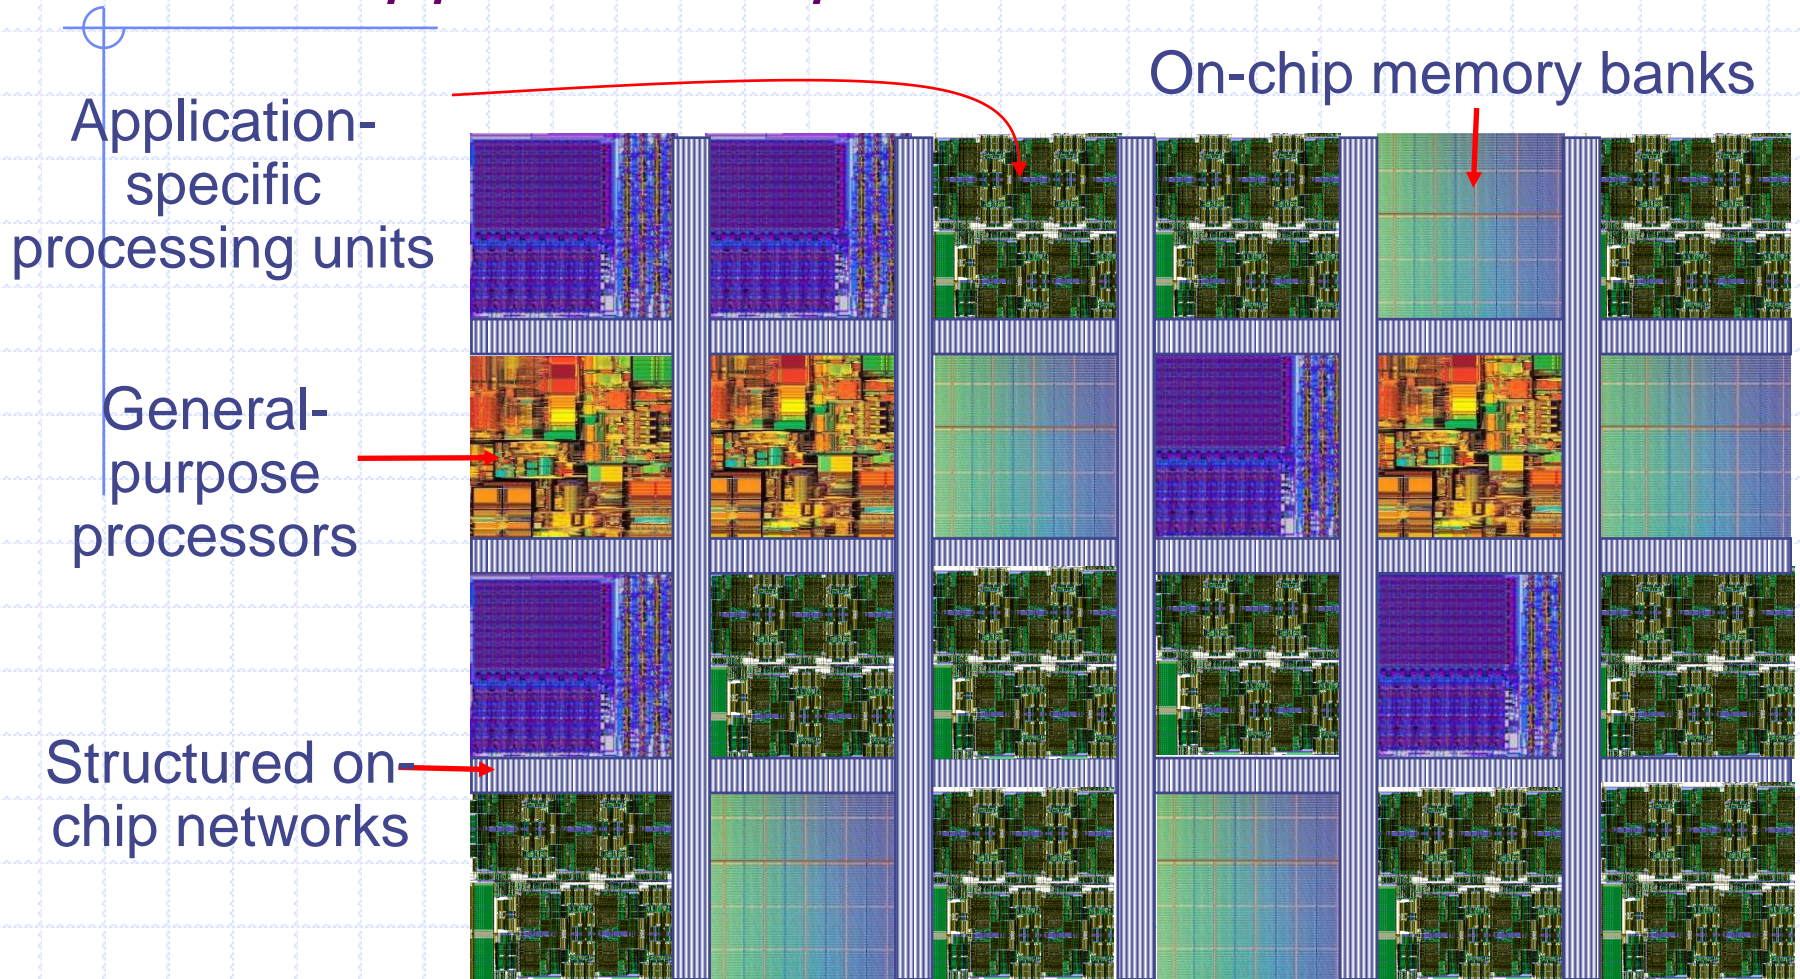 On-chip memory banks
Application-
specific
processing units
General-
purpose
processors
Structured on-
chip networks